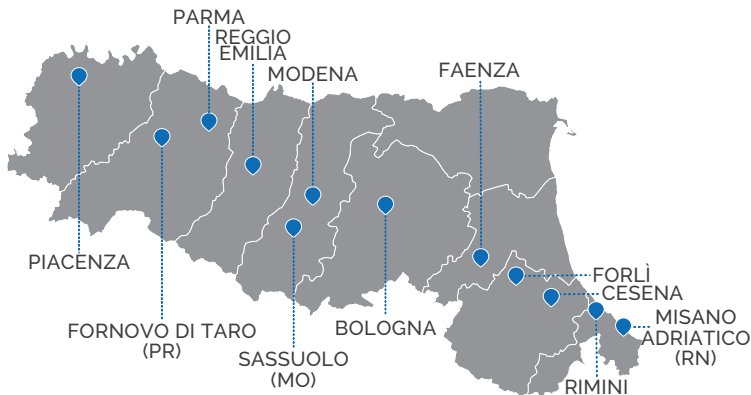 PARMA
REGGIO
EMILIA
MODENA
FAENZA
PIACENZA
FORLÌ
CESENA
FORNOVO DI TARO
(PR)
BOLOGNA
MISANO
ADRIATICO
(RN)
SASSUOLO
(MO)
RIMINI